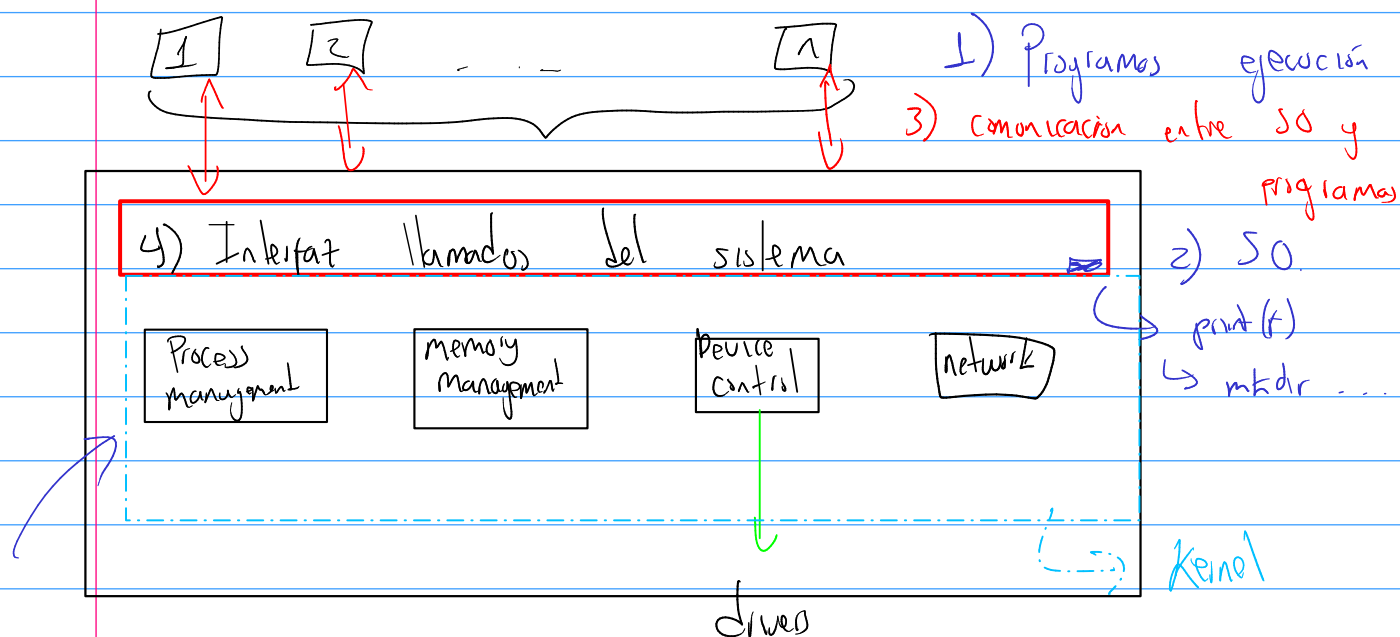 1 2 . . _ n
1) Programas ejecución
3) comunicación entre SO y
programas
4) Interfaz llamados del sistema
2) SO.
printf()
mkdir ....
Process
managment
memory
management
Device
control
network
Kernel
drivers